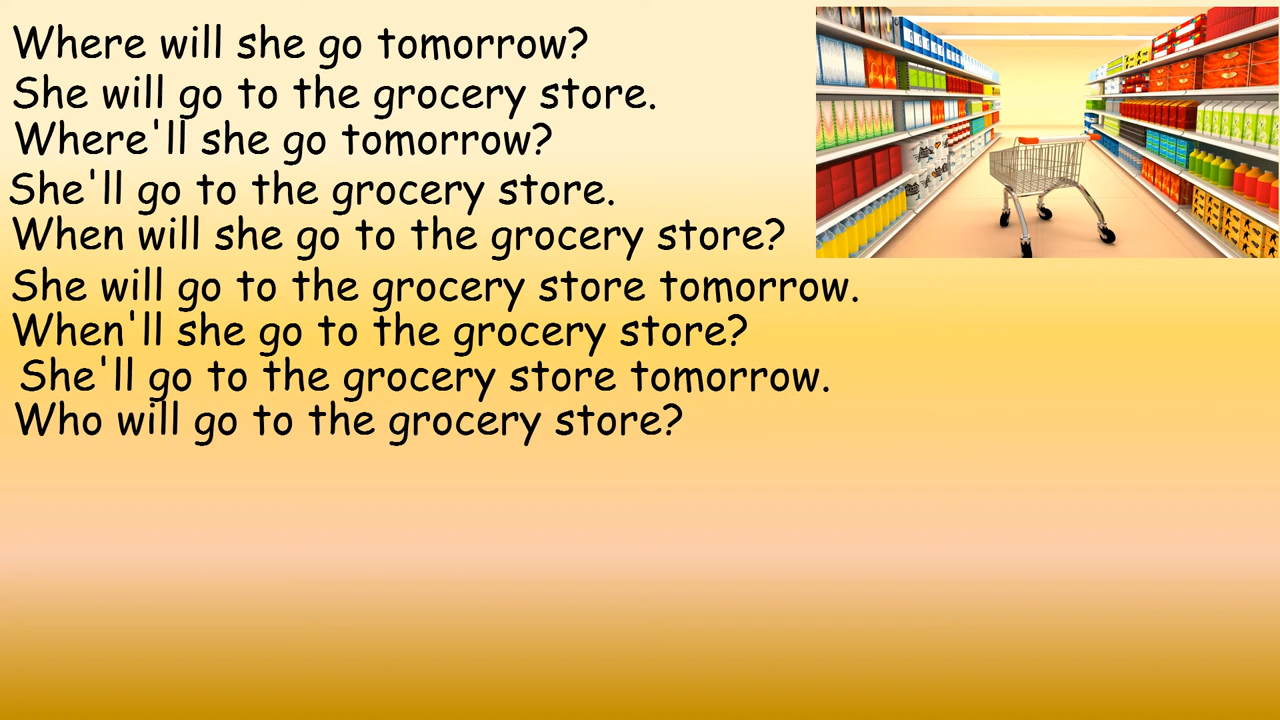 Where will she go tomorrow?
She will go to the grocery store.
Where'll she go tomorrow?
She'll go to the grocery store.
When will she go to the grocery store?
She will go to the grocery store tomorrow.
When'll she go to the grocery store?
She'll go to the grocery store tomorrow.
Who will go to the grocery store?